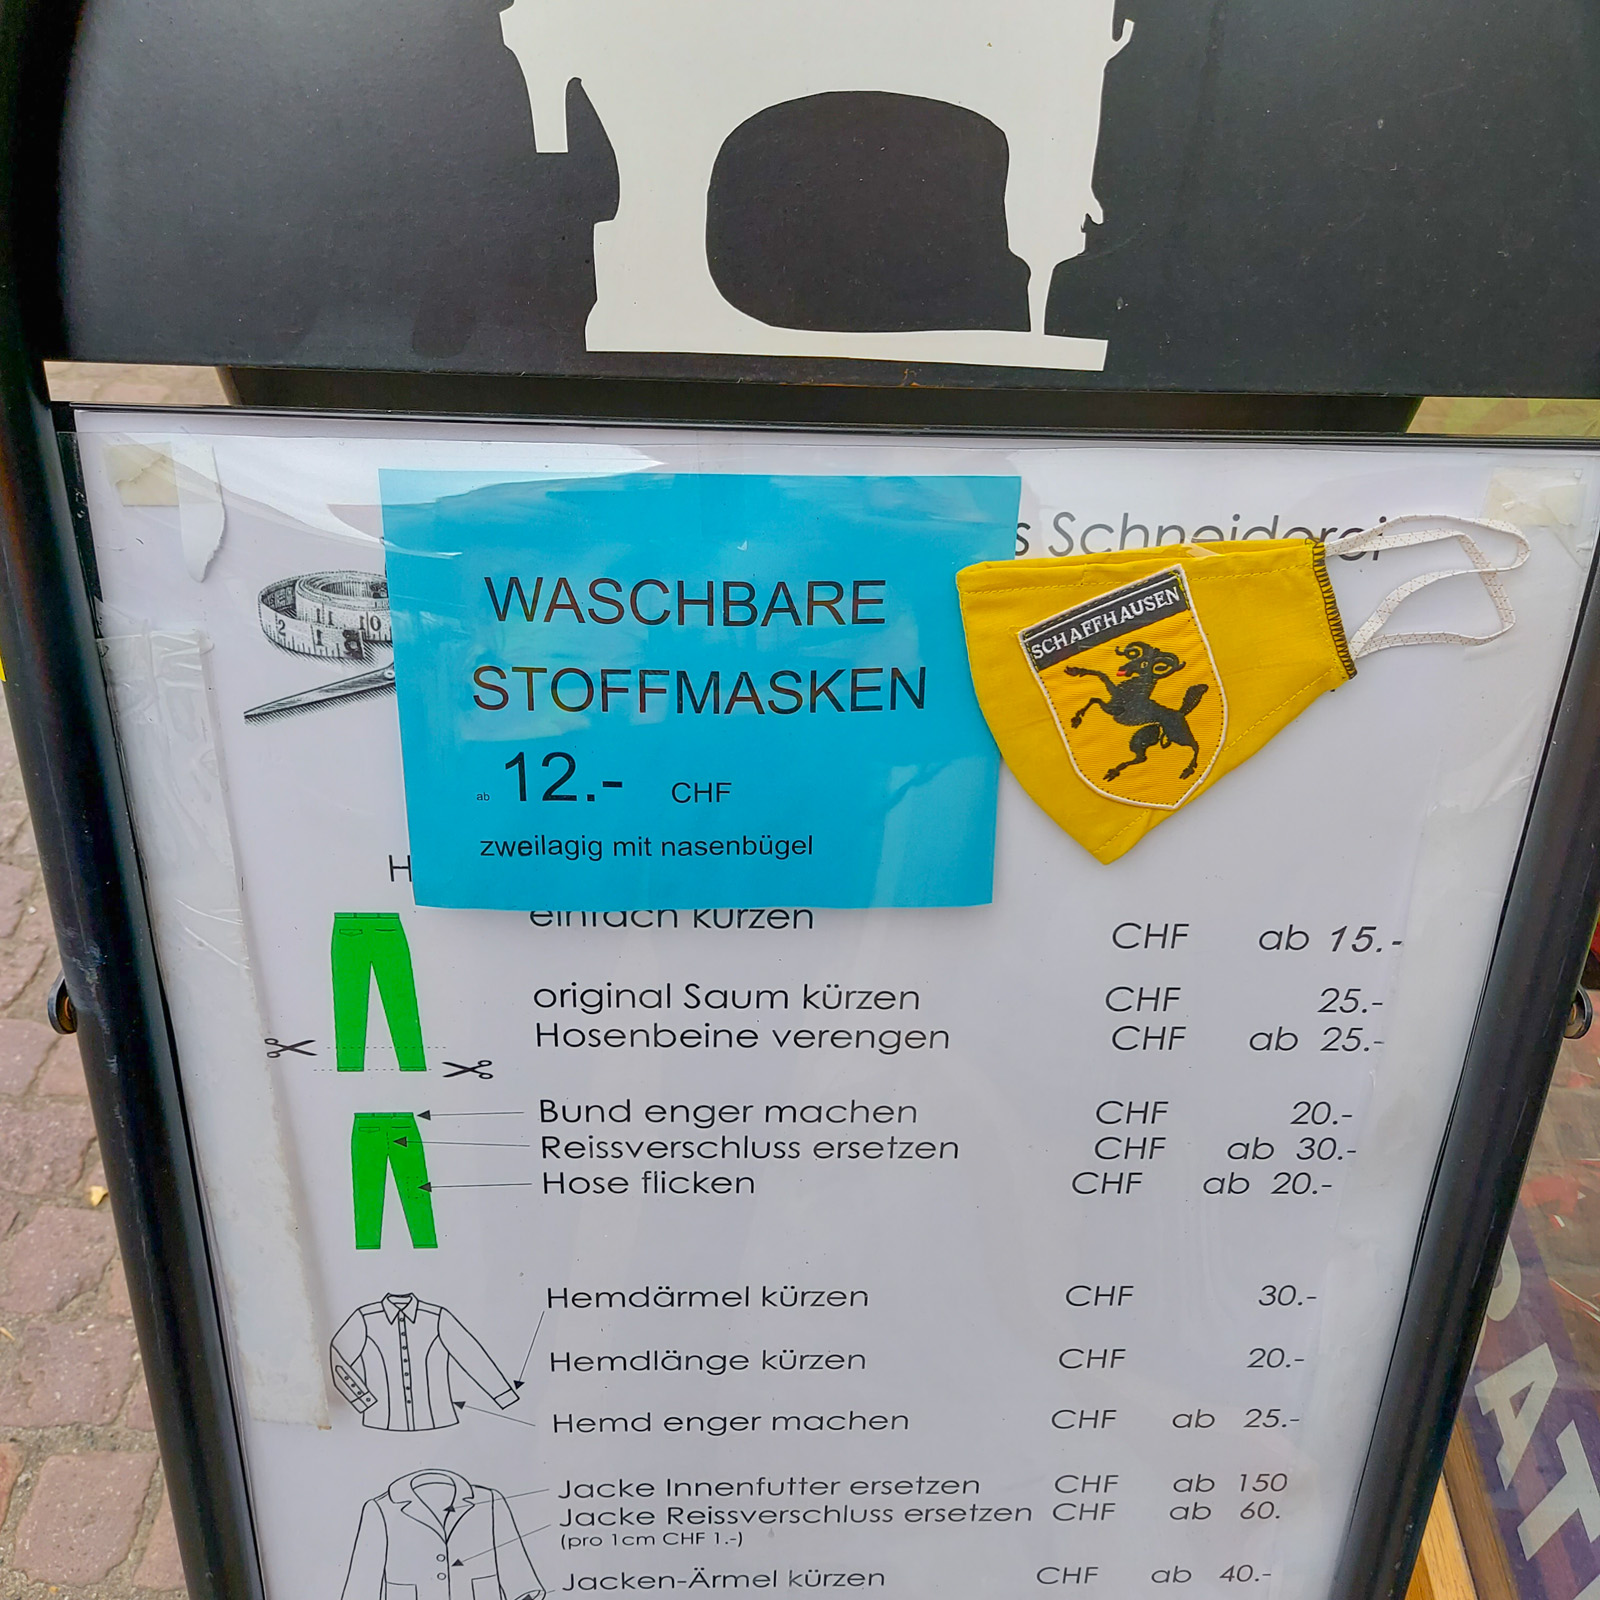 s Schneiderei
WASCHBARE
STOFFMASKEN
ab 12.- CHF
zweilagig mit nasenbügel
SCHAFFHAUSEN
H
einfach kürzen CHF ab 15.-
original Saum kürzen CHF 25.-
Hosenbeine verengen CHF ab 25.-
Bund enger machen CHF 20.-
Reissverschluss ersetzen CHF ab 30.-
Hose flicken CHF ab 20.-
Hemdärmel kürzen CHF 30.-
Hemdlänge kürzen CHF 20.-
Hemd enger machen CHF ab 25.-
Jacke Innenfutter ersetzen CHF ab 150
Jacke Reissverschluss ersetzen CHF ab 60.
(pro 1cm CHF 1.-)
Jacken-Ärmel kürzen CHF ab 40.-